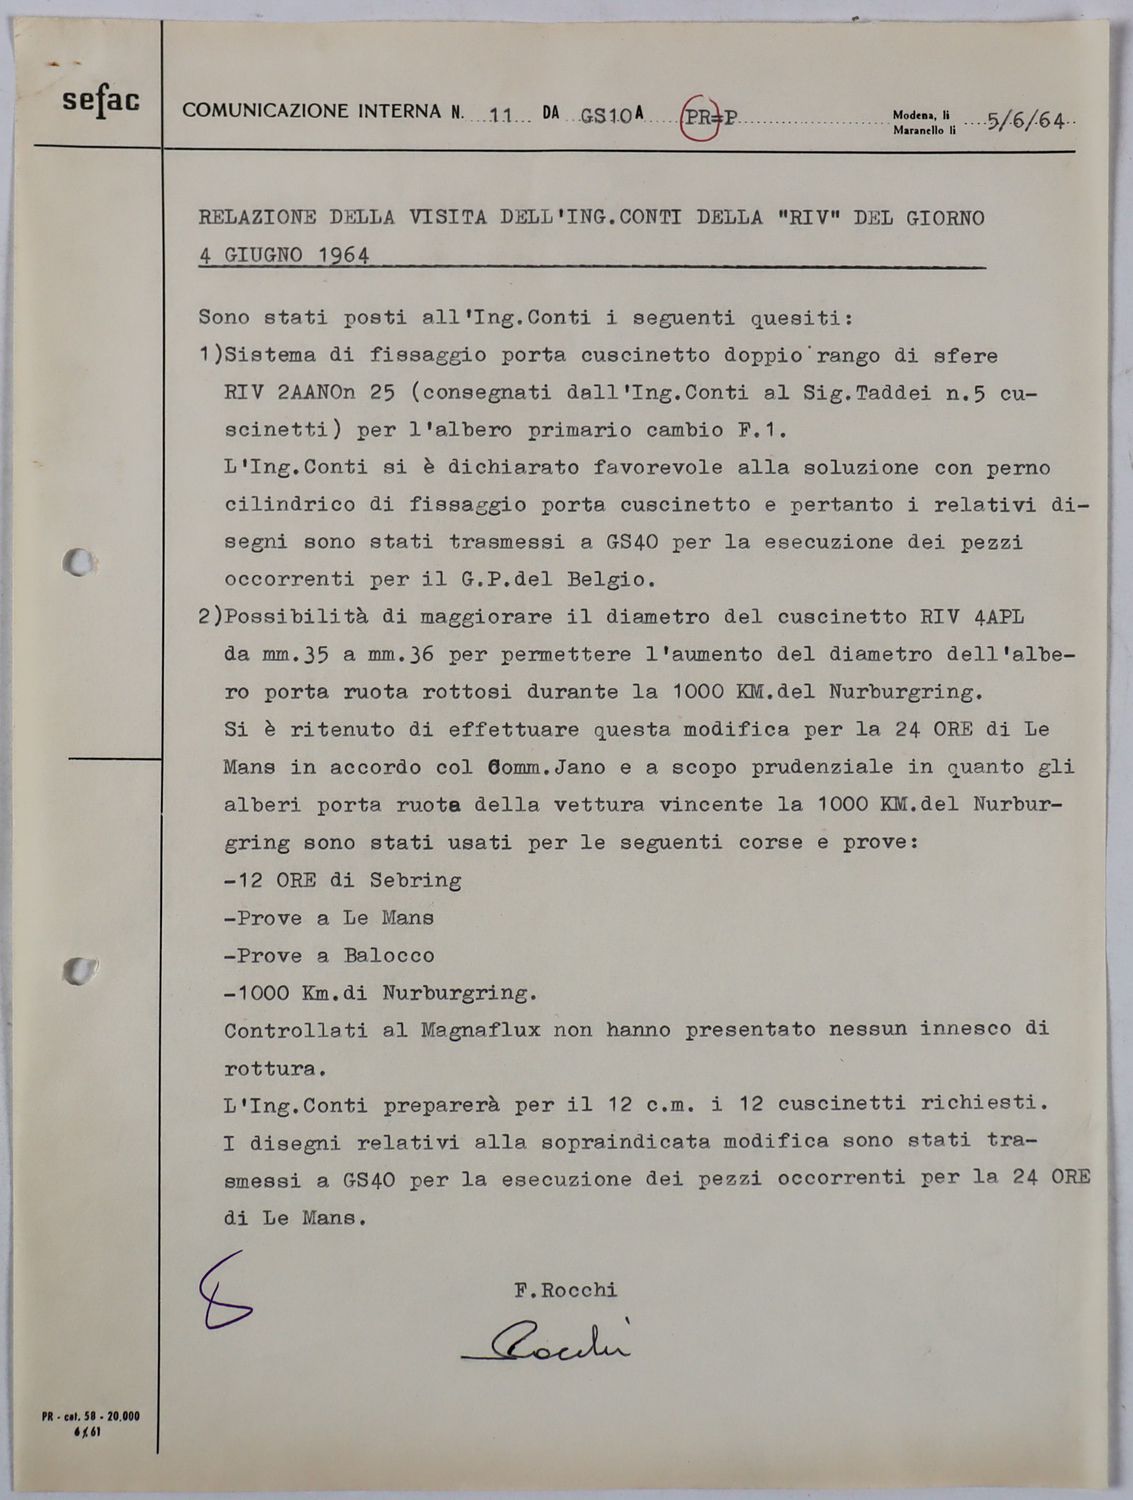 sefac
COMUNICAZIONE INTERNA N. 11 DA GS10 A PR=P Modena, li
Maranello li 5/6/64
RELAZIONE DELLA VISITA DELL'ING.CONTI DELLA "RIV" DEL GIORNO
4 GIUGNO 1964
Sono stati posti all'Ing.Conti i seguenti quesiti:
1)Sistema di fissaggio porta cuscinetto doppio rango di sfere
RIV 2AANOn 25 (consegnati dall'Ing.Conti al Sig.Taddei n.5 cu-
scinetti) per l'albero primario cambio F.1.
L'Ing.Conti si è dichiarato favorevole alla soluzione con perno
cilindrico di fissaggio porta cuscinetto e pertanto i relativi di-
segni sono stati trasmessi a GS40 per la esecuzione dei pezzi
occorrenti per il G.P.del Belgio.
2)Possibilità di maggiorare il diametro del cuscinetto RIV 4APL
da mm.35 a mm.36 per permettere l'aumento del diametro dell'albe-
ro porta ruota rottosi durante la 1000 KM.del Nurburgring.
Si è ritenuto di effettuare questa modifica per la 24 ORE di Le
Mans in accordo col Comm.Jano e a scopo prudenziale in quanto gli
alberi porta ruota della vettura vincente la 1000 KM.del Nurbur-
gring sono stati usati per le seguenti corse e prove:
-12 ORE di Sebring
-Prove a Le Mans
-Prove a Balocco
-1000 Km.di Nurburgring.
Controllati al Magnaflux non hanno presentato nessun innesco di
rottura.
L'Ing.Conti preparerà per il 12 c.m. i 12 cuscinetti richiesti.
I disegni relativi alla sopraindicata modifica sono stati tra-
smessi a GS40 per la esecuzione dei pezzi occorrenti per la 24 ORE
di Le Mans.
F.Rocchi
Rocchi
PR - cat. 58 - 20.000